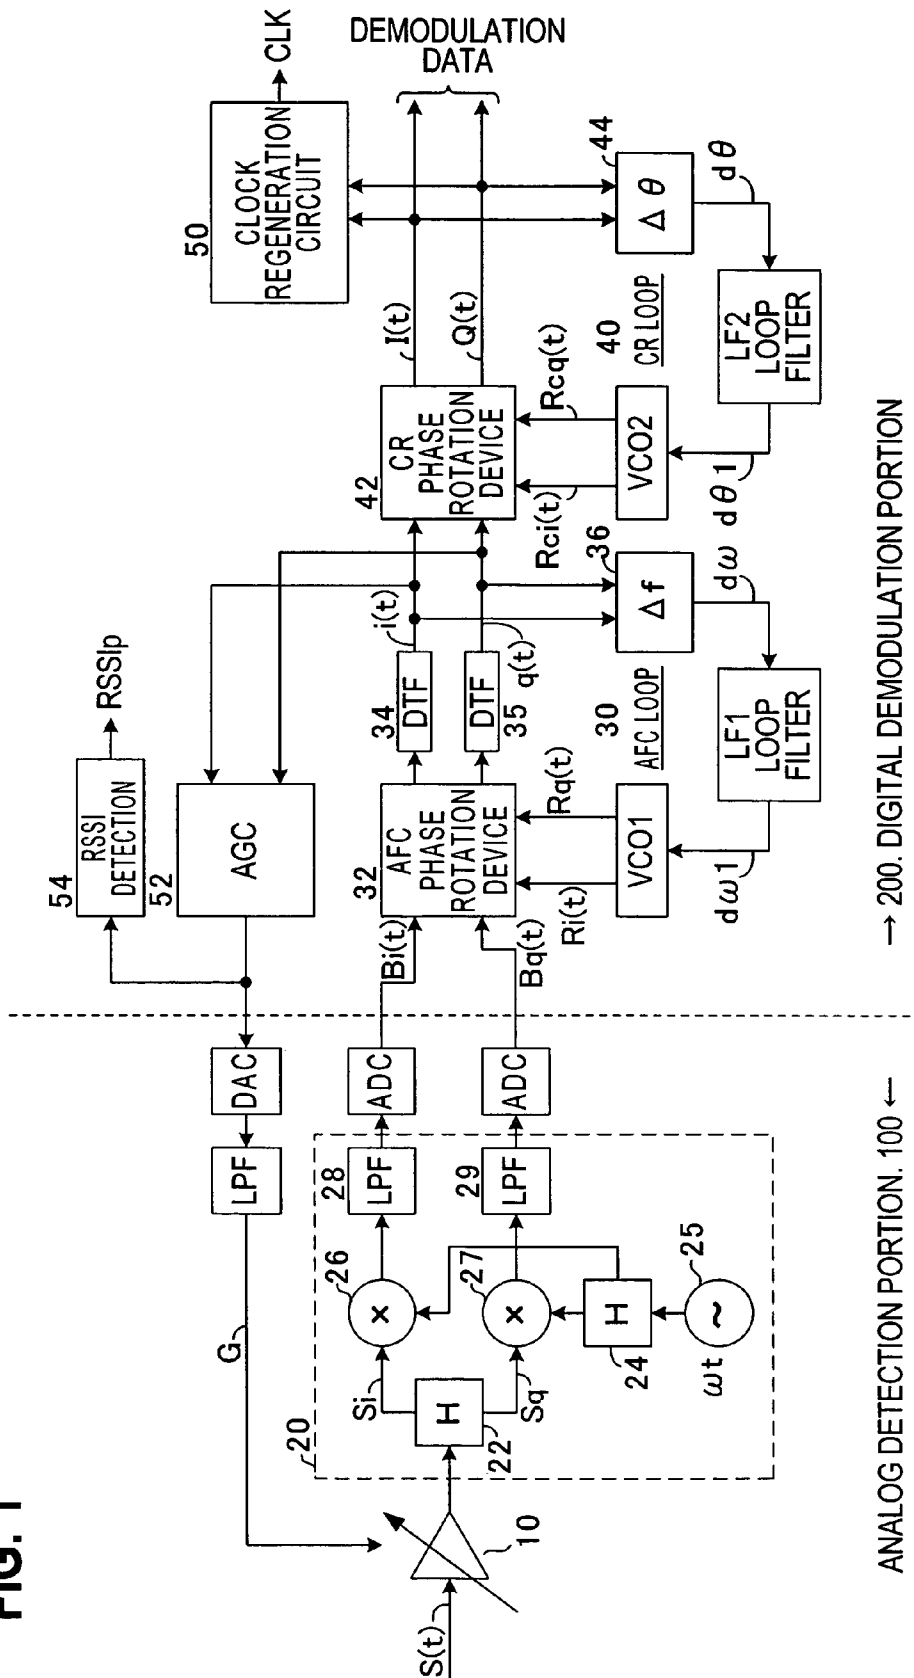 FIG. 1
S(t)
10
G
20
22
H
Si
Sq
26
×
27
×
24
H
25
~
ωt
LPF
28
LPF
29
LPF
DAC
ADC
ADC
ANALOG DETECTION PORTION. 100 ←
→ 200. DIGITAL DEMODULATION PORTION
54
RSSI
DETECTION
RSSIp
52
AGC
Bi(t)
Bq(t)
32
AFC
PHASE
ROTATION
DEVICE
Ri(t)
Rq(t)
VCO1
dω1
LF1
LOOP
FILTER
30
AFC LOOP
34
DTF
35
DTF
i(t)
q(t)
36
Δf
dω
42
CR
PHASE
ROTATION
DEVICE
Rci(t)
Rcq(t)
VCO2
dθ1
LF2
LOOP
FILTER
40
CR LOOP
I(t)
Q(t)
44
Δθ
dθ
50
CLOCK
REGENERATION
CIRCUIT
CLK
DEMODULATION
DATA